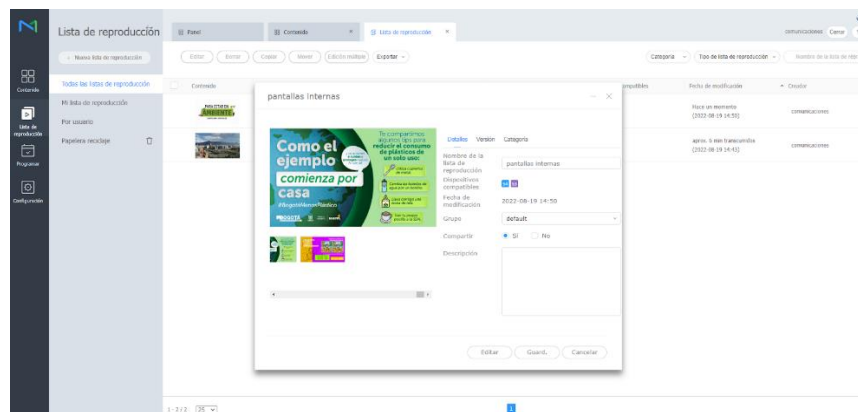 Lista de reproducción
Panel
Contenido
Lista de reproducción
comunicaciones
Cerrar
Nueva lista de reproducción
Editar
Borrar
Copiar
Mover
Edición múltiple
Exportar
Categoría
Tipo de lista de reproducción
Nombre de la lista de
Contenido
Todas las listas de reproducción
Contenido
Fecha de modificación
Creador
Mi lista de reproducción
Por usuario
Papelera reciclaje
Lista de
reproducción
Programar
Configuración
AMBIENTE
Hace un momento
(2022-08-19 14:50)
comunicaciones
aprox. 6 min transcurridos
(2022-08-19 14:43)
comunicaciones
pantallas internas
Como el
ejemplo
comienza por
casa
Te compartimos
algunos tips para
reducir el consumo
de plásticos de
un solo uso:
BOGOTÁ
Detalles
Versión
Categoría
Nombre de la
lista de
reproducción
pantallas internas
Dispositivos
compatibles
Fecha de
modificación
2022-08-19 14:50
Grupo
default
Compartir
Sí
No
Descripción
Editar
Guard.
Cancelar
1 - 2 / 2
25
1